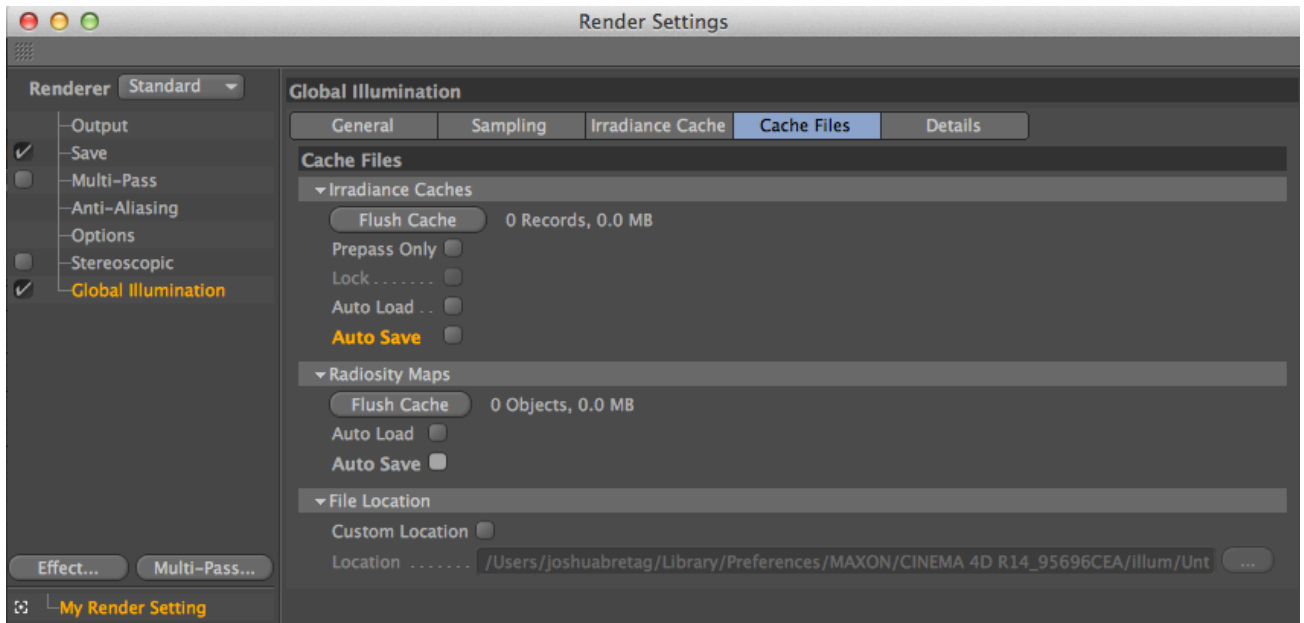 Render Settings
Renderer Standard
Output
Save
Multi-Pass
Anti-Aliasing
Options
Stereoscopic
Global Illumination
Effect... Multi-Pass...
My Render Setting
Global Illumination
General Sampling Irradiance Cache Cache Files Details
Cache Files
Irradiance Caches
Flush Cache 0 Records, 0.0 MB
Prepass Only
Lock . . . . . . .
Auto Load . .
Auto Save
Radiosity Maps
Flush Cache 0 Objects, 0.0 MB
Auto Load
Auto Save
File Location
Custom Location
Location . . . . . . . /Users/joshuabretag/Library/Preferences/MAXON/CINEMA 4D R14_95696CEA/illum/Unt ...